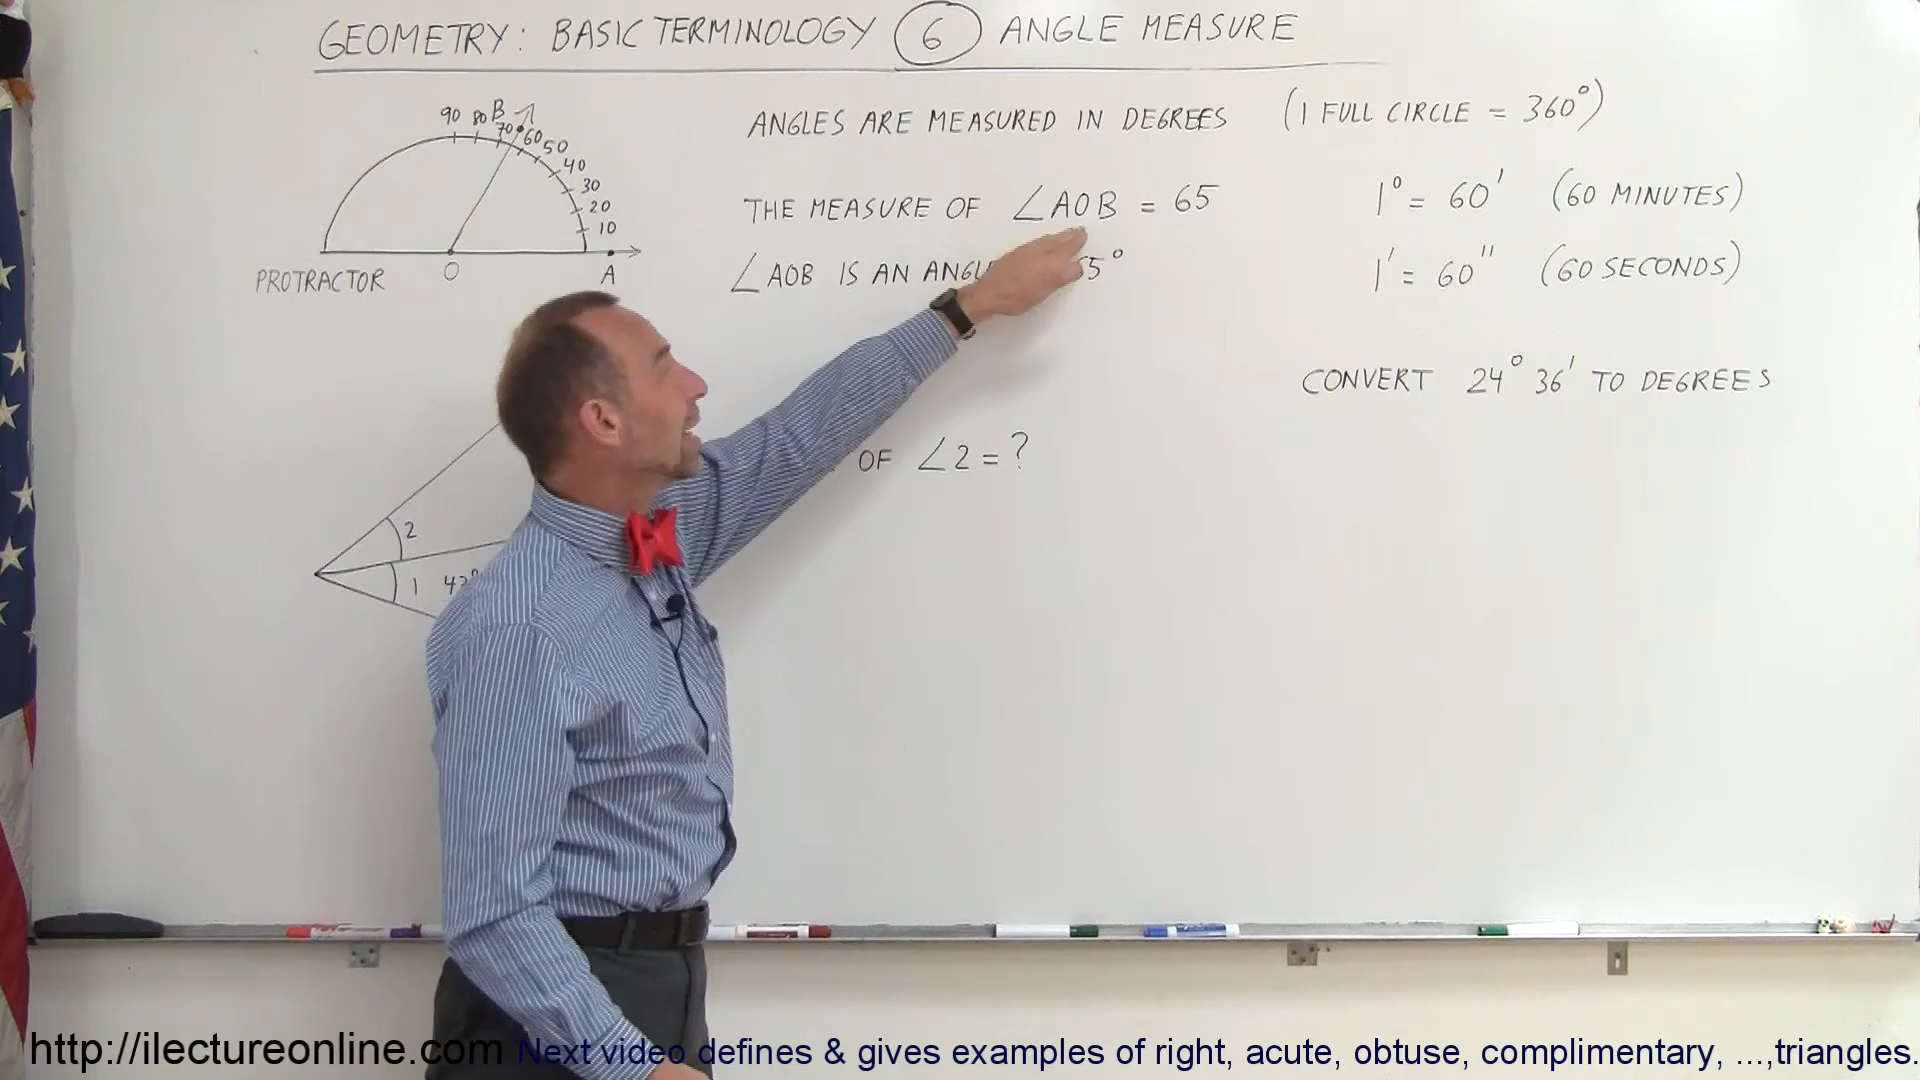 GEOMETRY: BASIC TERMINOLOGY 6 ANGLE MEASURE
90 80 B
70 60 50
40
30
20
10
PROTRACTOR O A
ANGLES ARE MEASURED IN DEGREES (1 FULL CIRCLE = 360°)
THE MEASURE OF ∠AOB = 65
∠AOB IS AN 65°
1° = 60' (60 MINUTES)
1' = 60" (60 SECONDS)
CONVERT 24° 36' TO DEGREES
OF ∠2 = ?
2
1
http://ilectureonline.com Next video defines & gives examples of right, acute, obtuse, complimentary, ...,triangles.